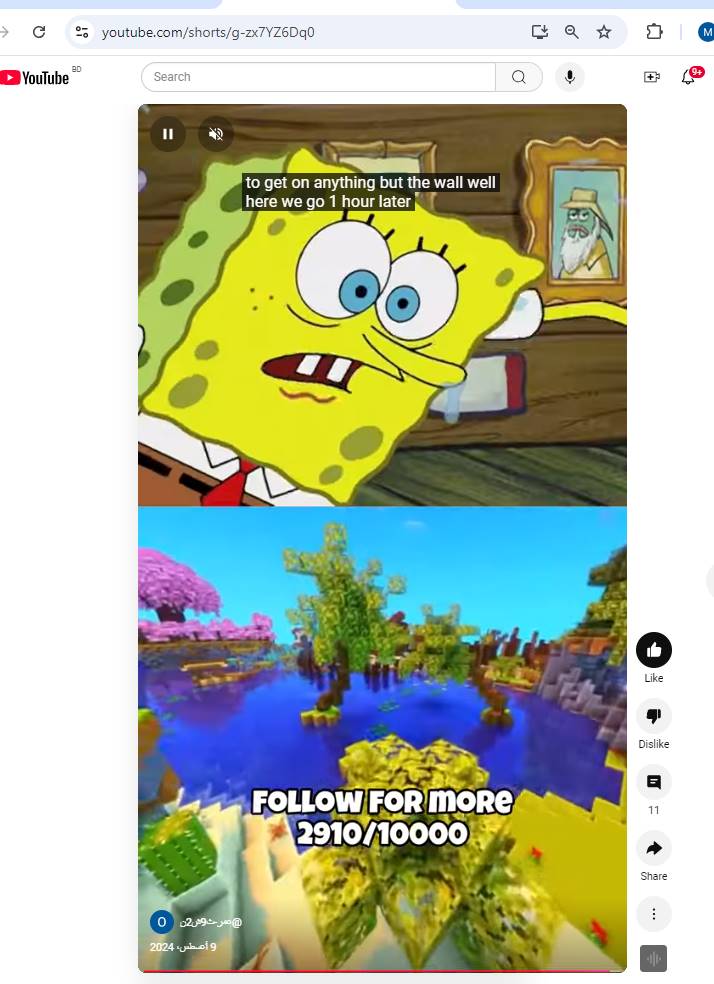 youtube.com/shorts/g-zx7YZ6Dq0
M
YouTube BD
Search
9+
to get on anything but the wall well
here we go 1 hour later
Like
Dislike
11
Share
FOLLOW FOR MORE
2910/10000
O
9 أغسطس، 2024